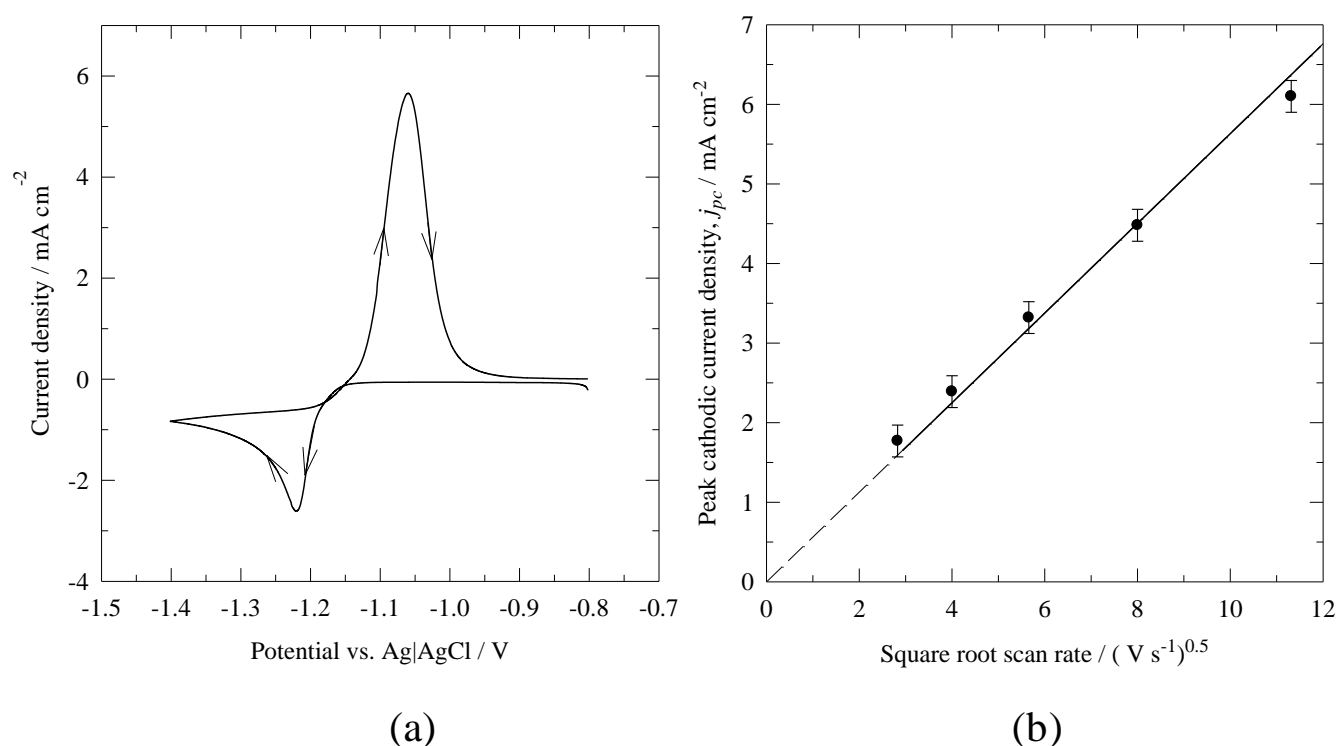 6
4
2
0
-2
-4
-1.5 -1.4 -1.3 -1.2 -1.1 -1.0 -0.9 -0.8 -0.7
Current density / mA cm-2
Potential vs. Ag|AgCl / V
(a)
7
6
5
4
3
2
1
0
0 2 4 6 8 10 12
Peak cathodic current density, jpc / mA cm-2
Square root scan rate / ( V s-1)0.5
(b)